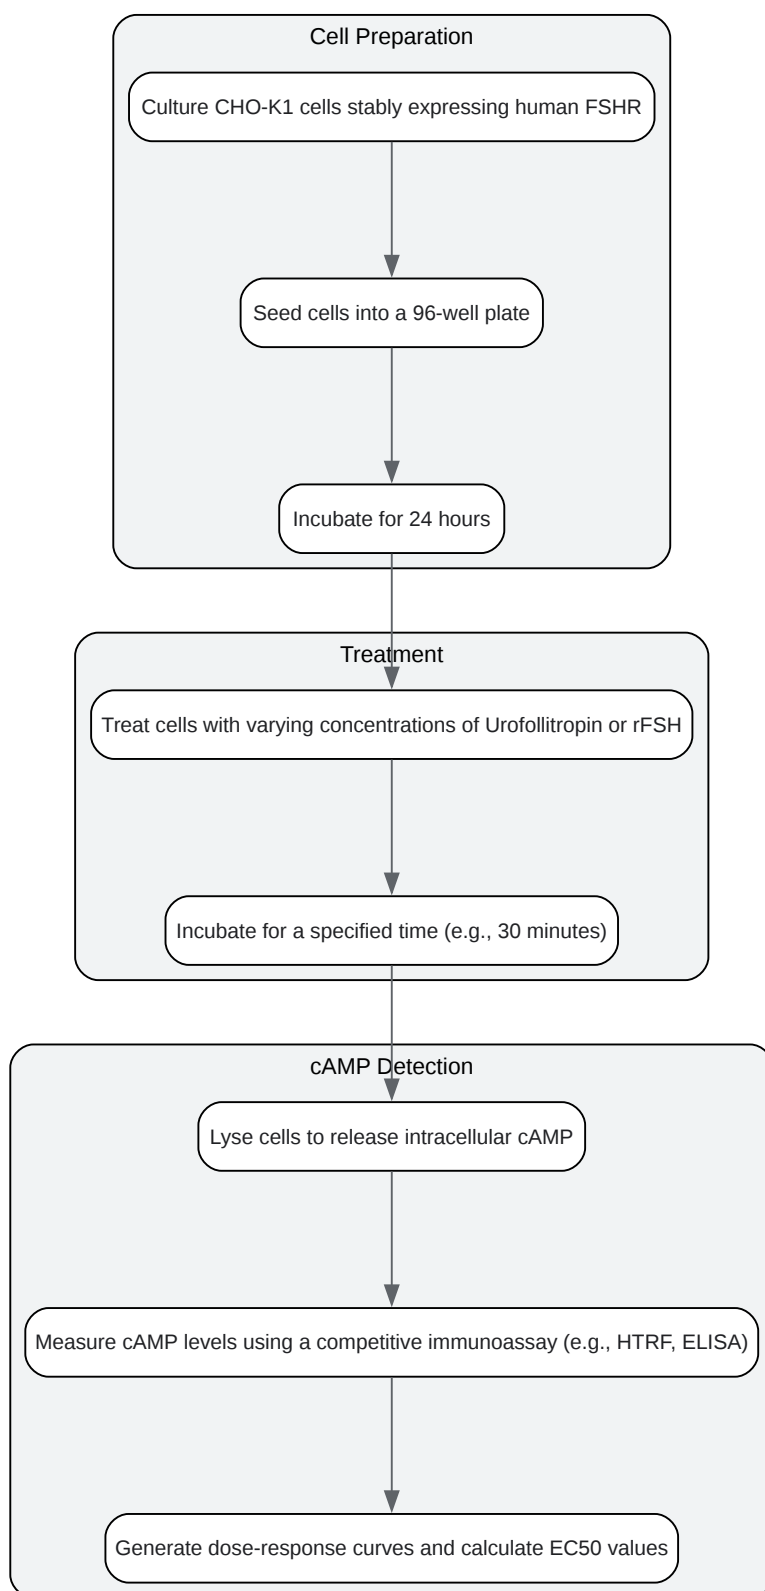 Cell Preparation
Culture CHO-K1 cells stably expressing human FSHR
Seed cells into a 96-well plate
Incubate for 24 hours
Treatment
Treat cells with varying concentrations of Urofollitropin or rFSH
Incubate for a specified time (e.g., 30 minutes)
cAMP Detection
Lyse cells to release intracellular cAMP
Measure cAMP levels using a competitive immunoassay (e.g., HTRF, ELISA)
Generate dose-response curves and calculate EC50 values